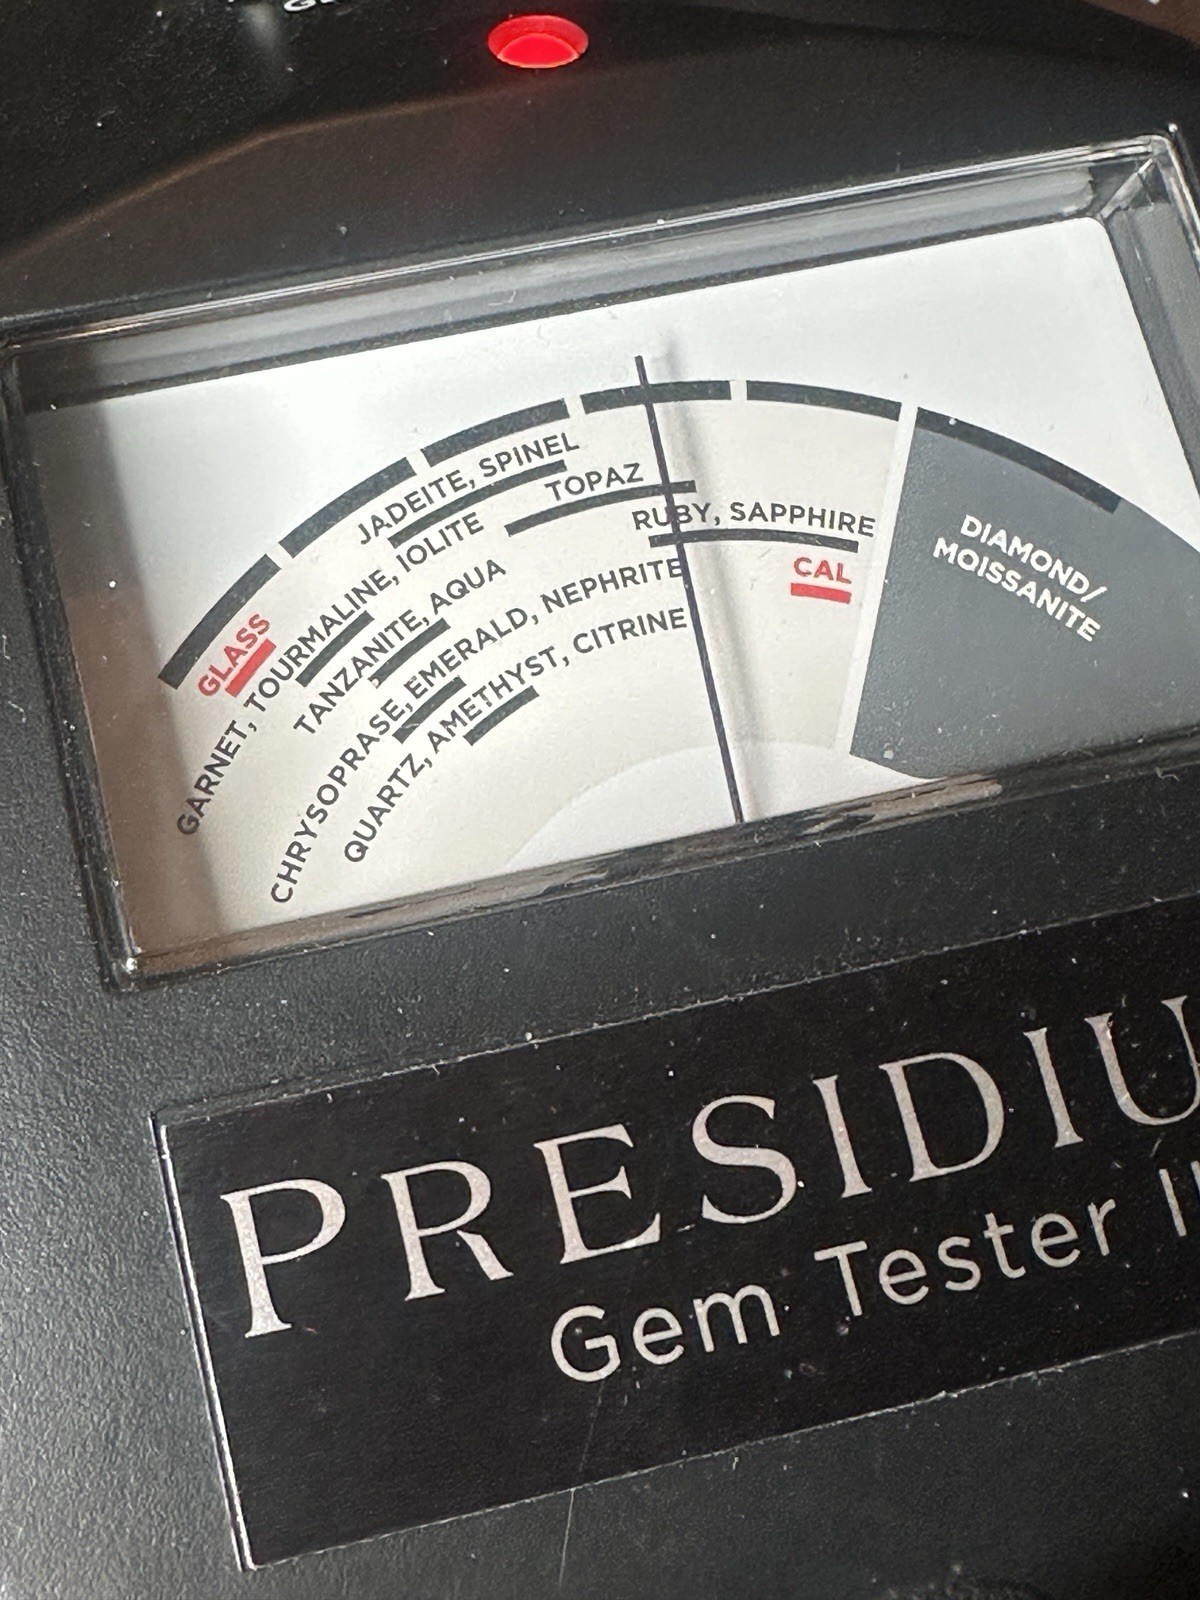 JADEITE, SPINEL
TOPAZ
RUBY, SAPPHIRE
CAL
DIAMOND/
MOISSANITE
GLASS
GARNET, TOURMALINE, IOLITE
TANZANITE, AQUA
CHRYSOPRASE, EMERALD, NEPHRITE
QUARTZ, AMETHYST, CITRINE
PRESIDIU
Gem Tester